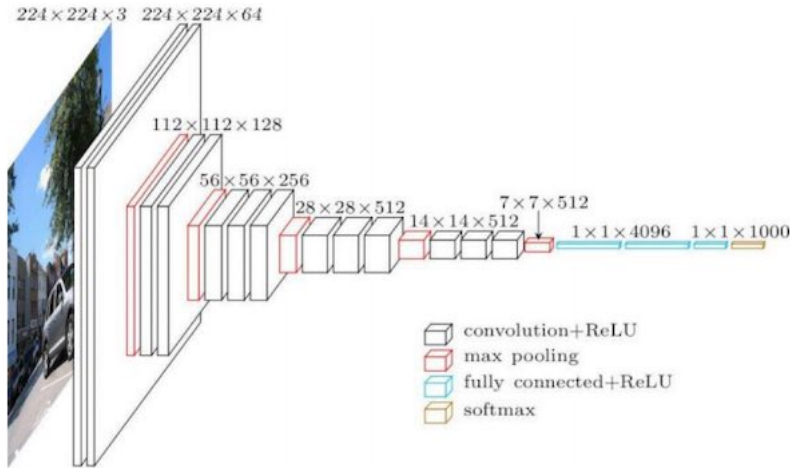 224×224×3
224×224×64
112×112×128
56×56×256
28×28×512
14×14×512
7×7×512
1×1×4096
1×1×1000
convolution+ReLU
max pooling
fully connected+ReLU
softmax